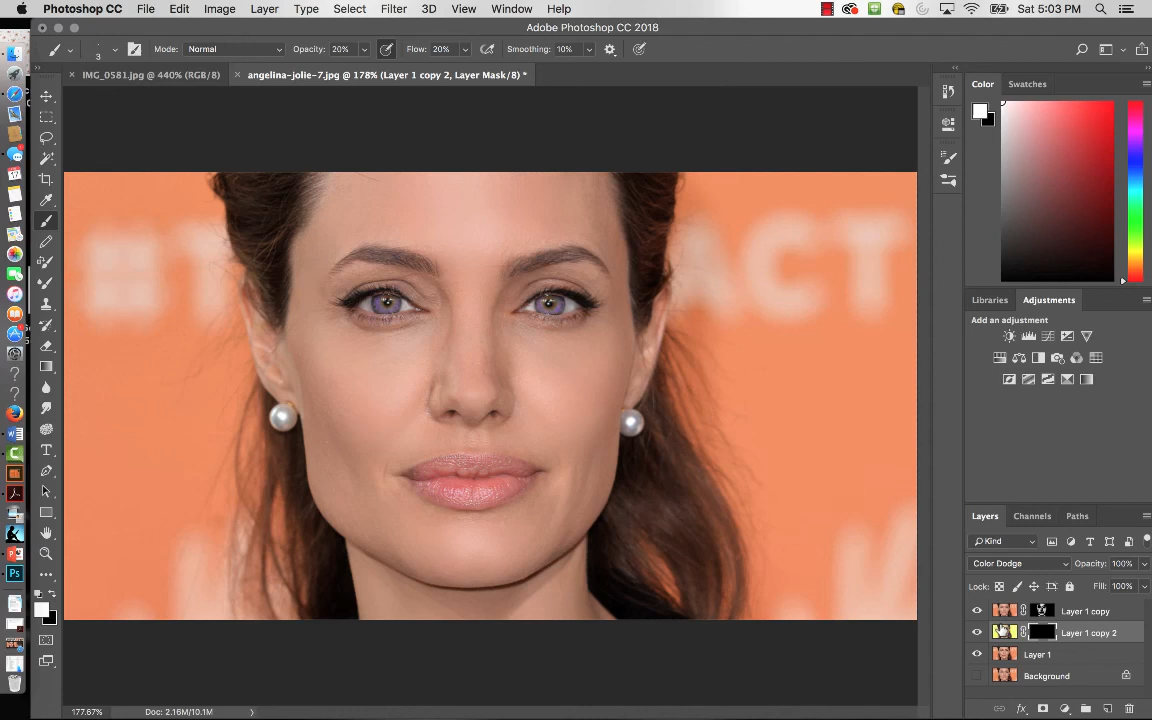 Photoshop CC File Edit Image Layer Type Select Filter 3D View Window Help Sat 5:03 PM
Adobe Photoshop CC 2018
3 Mode: Normal Opacity: 20% Flow: 20% Smoothing: 10%
× IMG_0581.jpg @ 440% (RGB/8) × angelina-jolie-7.jpg @ 178% (Layer 1 copy 2, Layer Mask/8) *
Color Swatches
ACT
Libraries Adjustments
Add an adjustment
Layers Channels Paths
Kind
Color Dodge Opacity: 100%
Lock: Fill: 100%
Layer 1 copy
Layer 1 copy 2
Layer 1
Background
177.67% Doc: 2.16M/10.1M